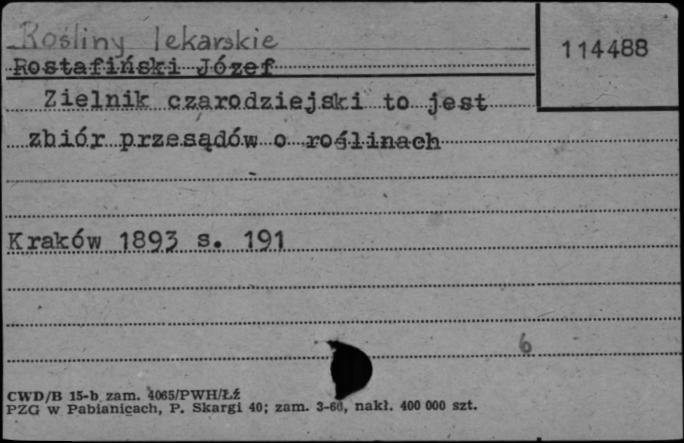 Rośliny lekarskie
114488
Rostafiński Józef
Zielnik czarodziejski to jest
zbiór przesądów o roślinach
Kraków 1893 s. 191
6
CWD/B 15-b zam. 4065/PWH/Łź
PZG w Pabianicach, P. Skargi 40; zam. 3-66, nakł. 400 000 szt.